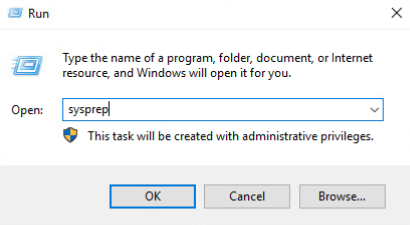 Run
Type the name of a program, folder, document, or Internet
resource, and Windows will open it for you.
Open: sysprep
This task will be created with administrative privileges.
OK Cancel Browse...